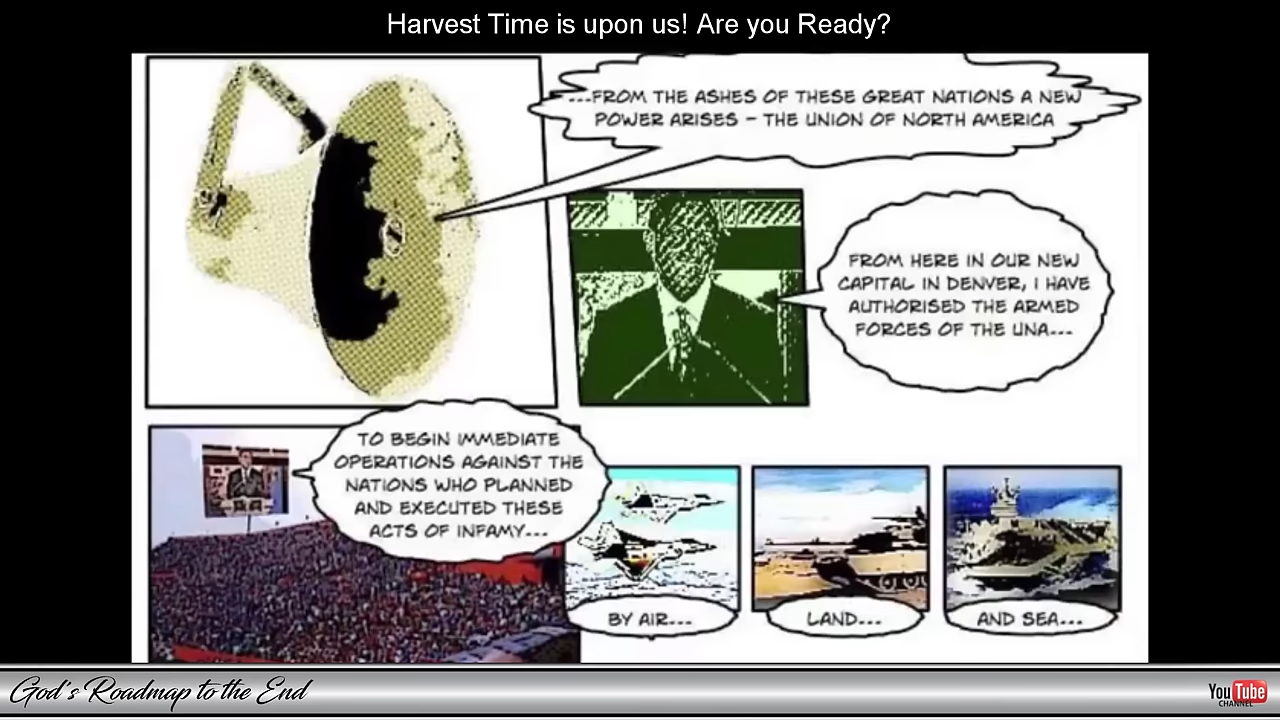 Harvest Time is upon us! Are you Ready?
...FROM THE ASHES OF THESE GREAT NATIONS A NEW
POWER ARISES - THE UNION OF NORTH AMERICA
FROM HERE IN OUR NEW
CAPITAL IN DENVER, I HAVE
AUTHORISED THE ARMED
FORCES OF THE UNA...
TO BEGIN IMMEDIATE
OPERATIONS AGAINST THE
NATIONS WHO PLANNED
AND EXECUTED THESE
ACTS OF INFAMY...
BY AIR...
LAND...
AND SEA...
God's Roadmap to the End
YouTube
CHANNEL